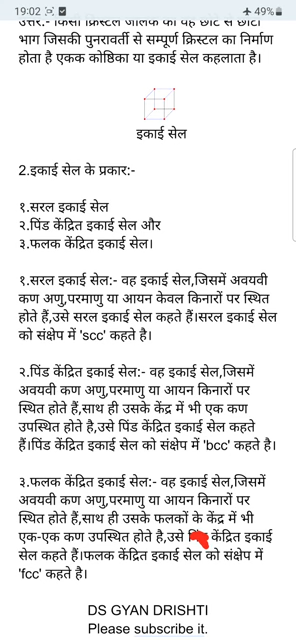 19:02
49%
उत्तर:- किसी क्रिस्टल जालक का वह छोटे से छोटा
भाग जिसकी पुनरावर्ती से सम्पूर्ण क्रिस्टल का निर्माण
होता है एकक कोष्ठिका या इकाई सेल कहलाता है।
इकाई सेल
2.इकाई सेल के प्रकार:-
१.सरल इकाई सेल
२.पिंड केंद्रित इकाई सेल और
३.फलक केंद्रित इकाई सेल।
१.सरल इकाई सेल:- वह इकाई सेल,जिसमें अवयवी
कण अणु,परमाणु या आयन केवल किनारों पर स्थित
होते हैं,उसे सरल इकाई सेल कहते हैं।सरल इकाई सेल
को संक्षेप में 'scc' कहते है।
२.पिंड केंद्रित इकाई सेल:- वह इकाई सेल,जिसमें
अवयवी कण अणु,परमाणु या आयन किनारों पर
स्थित होते हैं,साथ ही उसके केंद्र में भी एक कण
उपस्थित होते है,उसे पिंड केंद्रित इकाई सेल कहते
हैं।पिंड केंद्रित इकाई सेल को संक्षेप में 'bcc' कहते है।
३.फलक केंद्रित इकाई सेल:- वह इकाई सेल,जिसमें
अवयवी कण अणु,परमाणु या आयन किनारों पर
स्थित होते हैं,साथ ही उसके फलकों के केंद्र में भी
एक-एक कण उपस्थित होते है,उसे केंद्रित इकाई
सेल कहते हैं।फलक केंद्रित इकाई सेल को संक्षेप में
'fcc' कहते है।
DS GYAN DRISHTI
Please subscribe it.